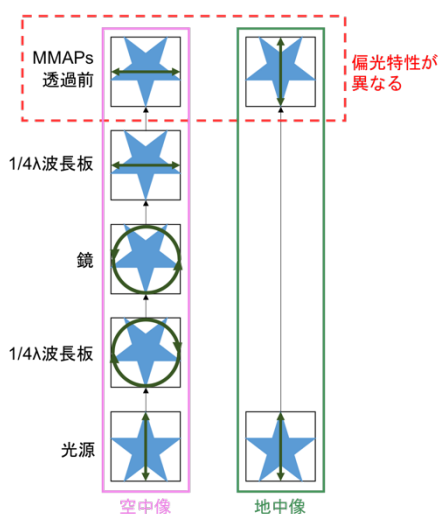 MMAPs
透過前
偏光特性が
異なる
1/4λ波長板
鏡
1/4λ波長板
光源
空中像
地中像